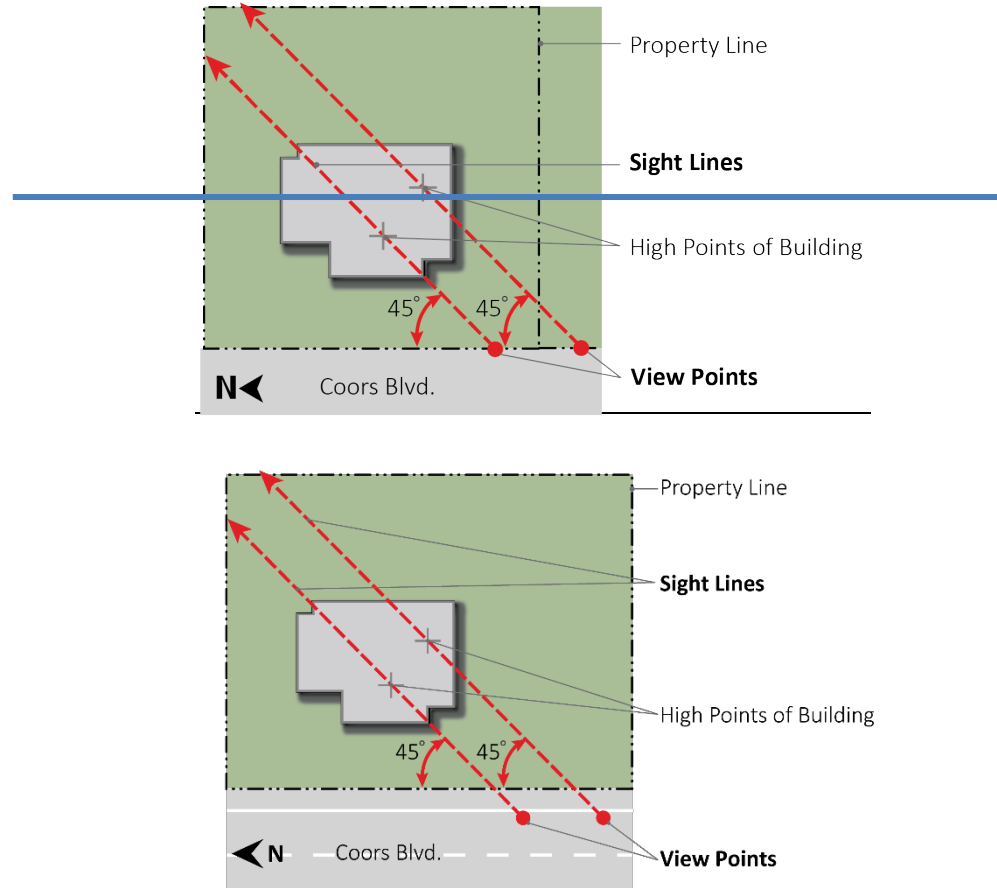 Property Line
Sight Lines
High Points of Building
45°
45°
View Points
N
Coors Blvd.
Property Line
Sight Lines
High Points of Building
45°
45°
View Points
N
Coors Blvd.